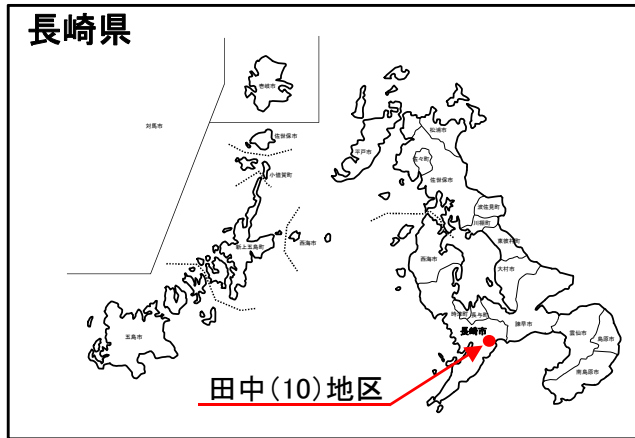 長崎県
壱岐市
対馬市
佐世保市
小値賀町
新上五島町
西海市
五島市
松浦市
平戸市
佐々町
佐世保市
波佐見町
川棚町
東彼杵町
西海市
大村市
時津町
長与町
長崎市
諫早市
雲仙市
島原市
南島原市
田中(10)地区